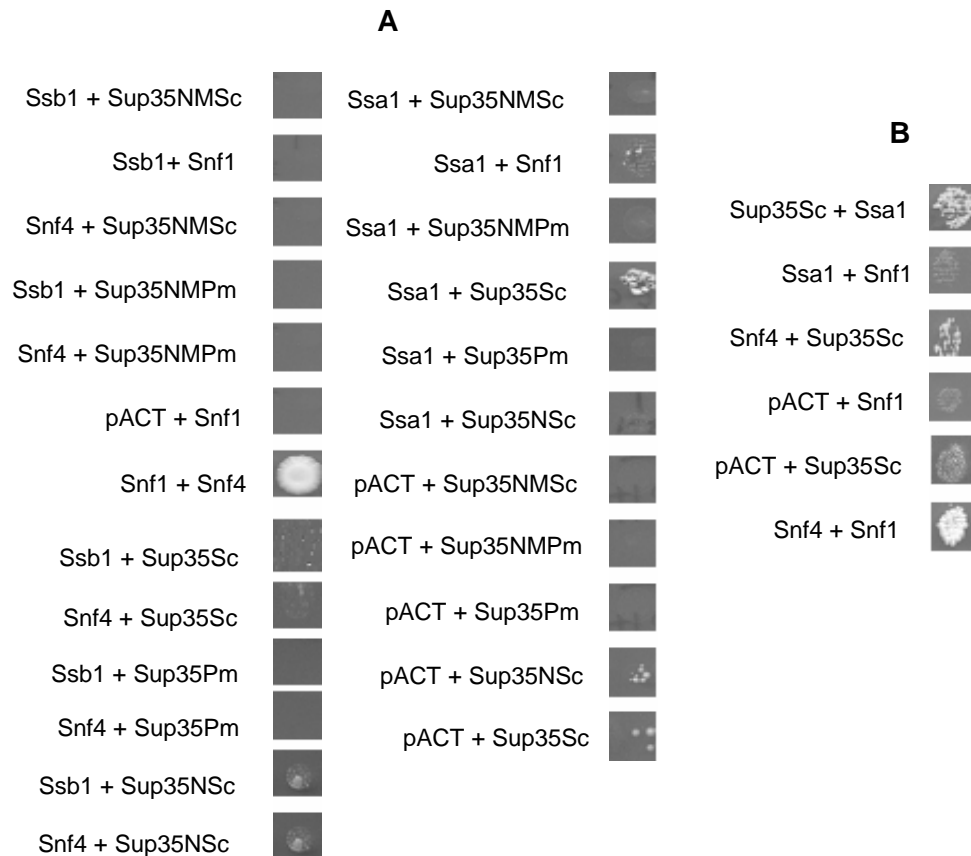 A
Ssb1 + Sup35NMSc
Ssb1+ Snf1
Snf4 + Sup35NMSc
Ssb1 + Sup35NMPm
Snf4 + Sup35NMPm
pACT + Snf1
Snf1 + Snf4
Ssb1 + Sup35Sc
Snf4 + Sup35Sc
Ssb1 + Sup35Pm
Snf4 + Sup35Pm
Ssb1 + Sup35NSc
Snf4 + Sup35NSc
Ssa1 + Sup35NMSc
Ssa1 + Snf1
Ssa1 + Sup35NMPm
Ssa1 + Sup35Sc
Ssa1 + Sup35Pm
Ssa1 + Sup35NSc
pACT + Sup35NMSc
pACT + Sup35NMPm
pACT + Sup35Pm
pACT + Sup35NSc
pACT + Sup35Sc
B
Sup35Sc + Ssa1
Ssa1 + Snf1
Snf4 + Sup35Sc
pACT + Snf1
pACT + Sup35Sc
Snf4 + Snf1